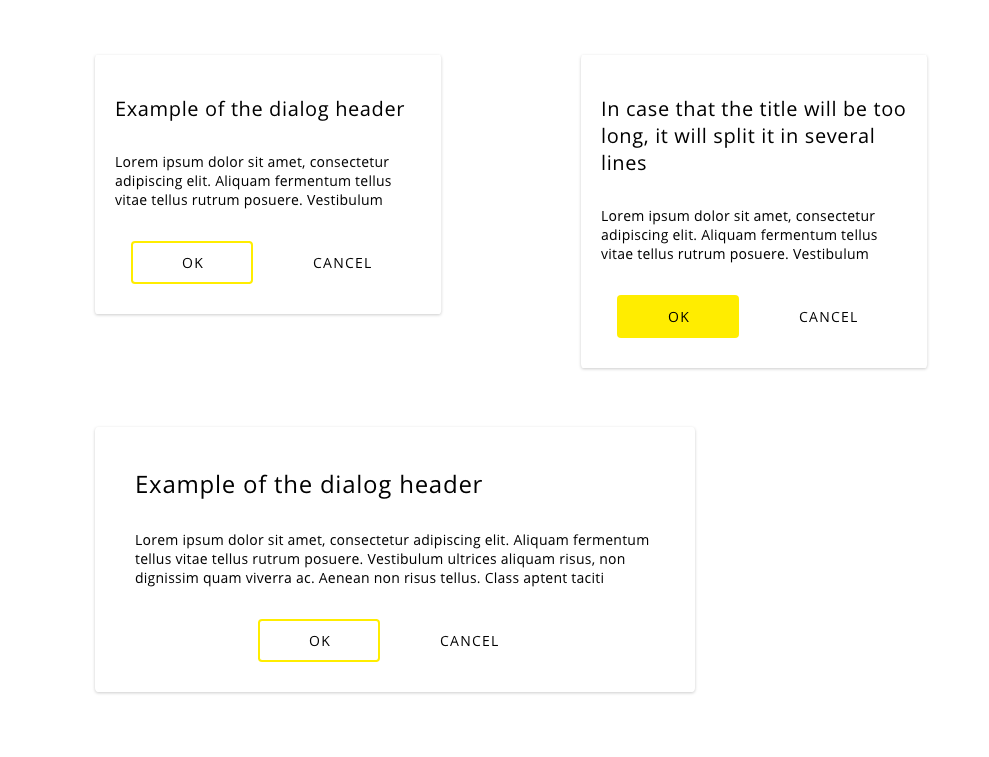 Example of the dialog header
Lorem ipsum dolor sit amet, consectetur
adipiscing elit. Aliquam fermentum tellus
vitae tellus rutrum posuere. Vestibulum
OK
CANCEL
In case that the title will be too
long, it will split it in several
lines
Lorem ipsum dolor sit amet, consectetur
adipiscing elit. Aliquam fermentum tellus
vitae tellus rutrum posuere. Vestibulum
OK
CANCEL
Example of the dialog header
Lorem ipsum dolor sit amet, consectetur adipiscing elit. Aliquam fermentum
tellus vitae tellus rutrum posuere. Vestibulum ultrices aliquam risus, non
dignissim quam viverra ac. Aenean non risus tellus. Class aptent taciti
OK
CANCEL